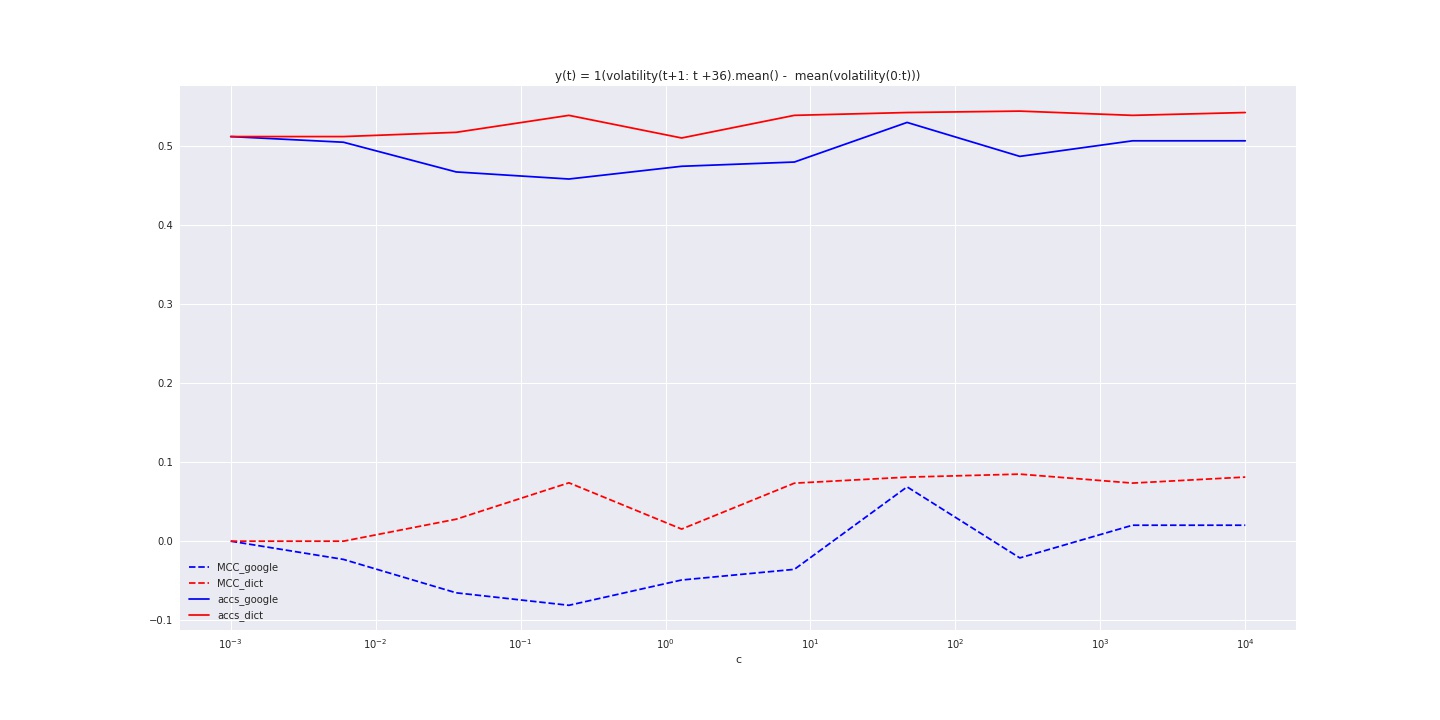 y(t) = 1(volatility(t+1: t +36).mean() -  mean(volatility(0:t)))
0.5
0.4
0.3
0.2
0.1
0.0
−0.1
MCC_google
MCC_dict
accs_google
accs_dict
10⁻³ 10⁻² 10⁻¹ 10⁰ 10¹ 10² 10³ 10⁴
c